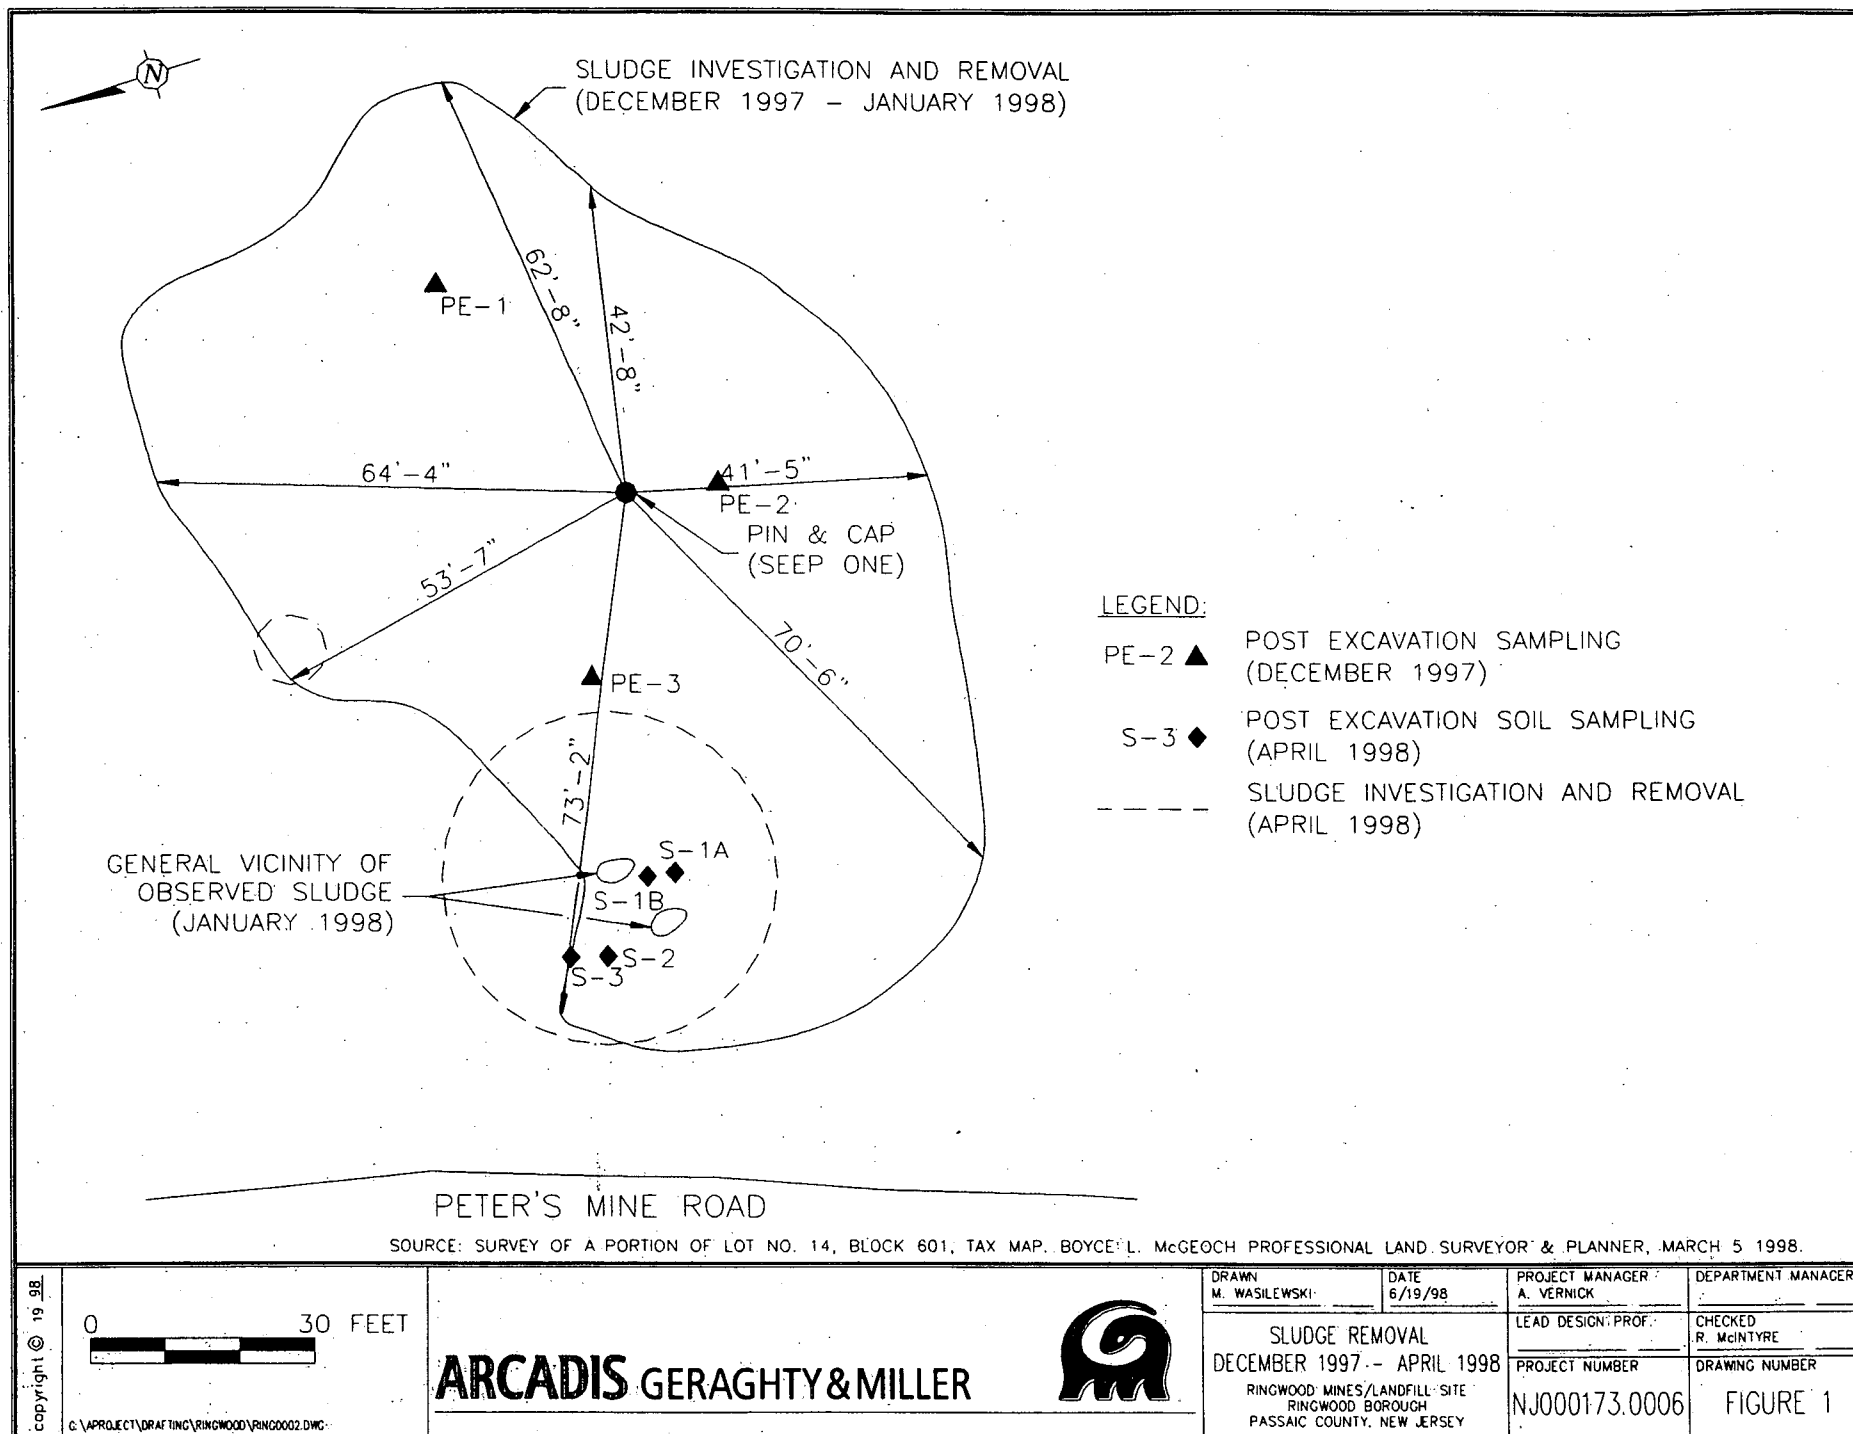 N
SLUDGE INVESTIGATION AND REMOVAL
(DECEMBER 1997 - JANUARY 1998)
62'-8"
42'-8"
PE-1
64'-4"
41'-5"
PE-2
PIN & CAP
(SEEP ONE)
53'-7"
70'-6"
PE-3
73'-2"
LEGEND:
PE-2
POST EXCAVATION SAMPLING
(DECEMBER 1997)
S-3
POST EXCAVATION SOIL SAMPLING
(APRIL 1998)
SLUDGE INVESTIGATION AND REMOVAL
(APRIL 1998)
GENERAL VICINITY OF
OBSERVED SLUDGE
(JANUARY 1998)
S-1A
S-1B
S-2
S-3
PETER'S MINE ROAD
SOURCE: SURVEY OF A PORTION OF LOT NO. 14, BLOCK 601, TAX MAP. BOYCE L. McGEOCH PROFESSIONAL LAND SURVEYOR & PLANNER, MARCH 5 1998.
copyright © 19 98
0 30 FEET
G:\APROJECT\DRAFTING\RINGWOOD\RING0002.DWG
ARCADIS GERAGHTY&MILLER
DRAWN
M. WASILEWSKI
DATE
6/19/98
PROJECT MANAGER
A. VERNICK
DEPARTMENT MANAGER
SLUDGE REMOVAL
DECEMBER 1997 - APRIL 1998
RINGWOOD MINES/LANDFILL SITE
RINGWOOD BOROUGH
PASSAIC COUNTY, NEW JERSEY
LEAD DESIGN PROF.
CHECKED
R. McINTYRE
PROJECT NUMBER
NJ000173.0006
DRAWING NUMBER
FIGURE 1